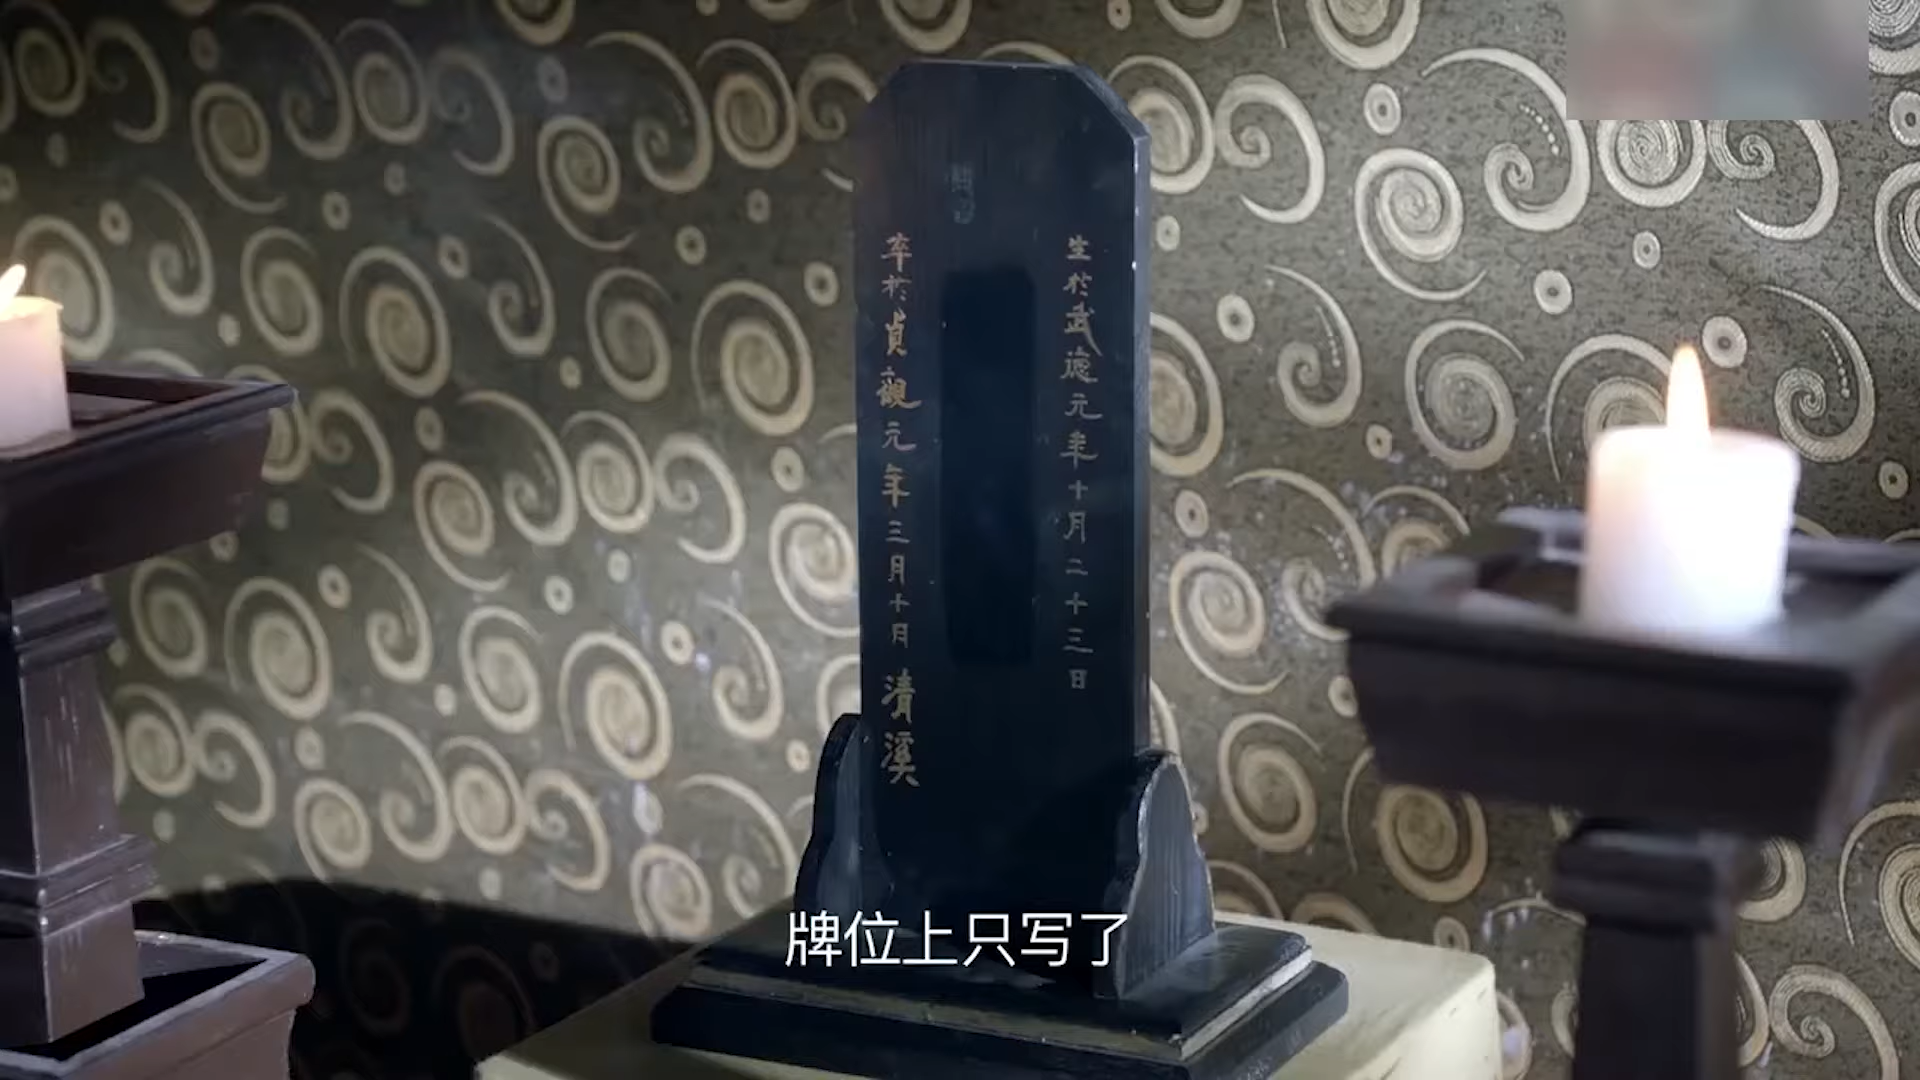 生於武德元年十月二十三日
卒於貞觀元年三月十月清溪
牌位上只写了